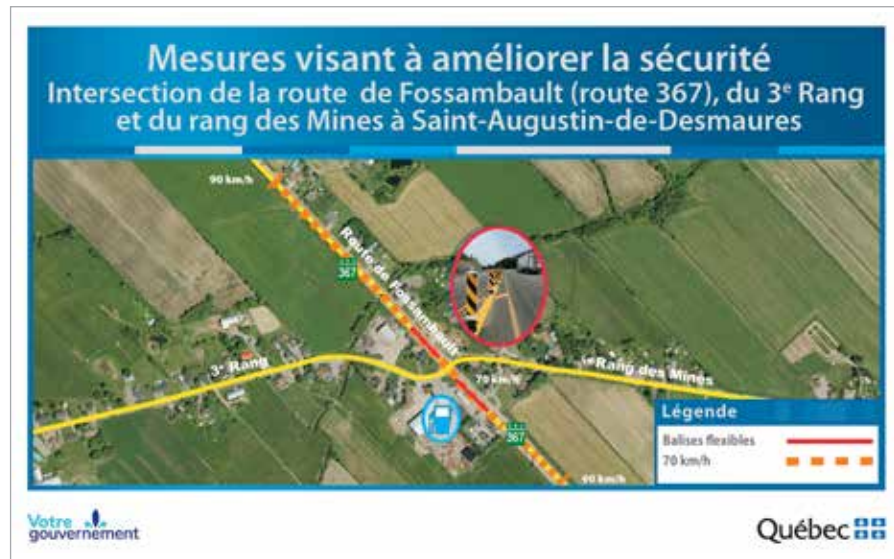 Mesures visant à améliorer la sécurité
Intersection de la route de Fossambault (route 367), du 3e Rang
et du rang des Mines à Saint-Augustin-de-Desmaures
90 km/h
Route de Fossambault
367
3e Rang
70 km/h
Rang des Mines
367
90 km/h
Légende
Balises flexibles
70 km/h
Votre
gouvernement
Québec